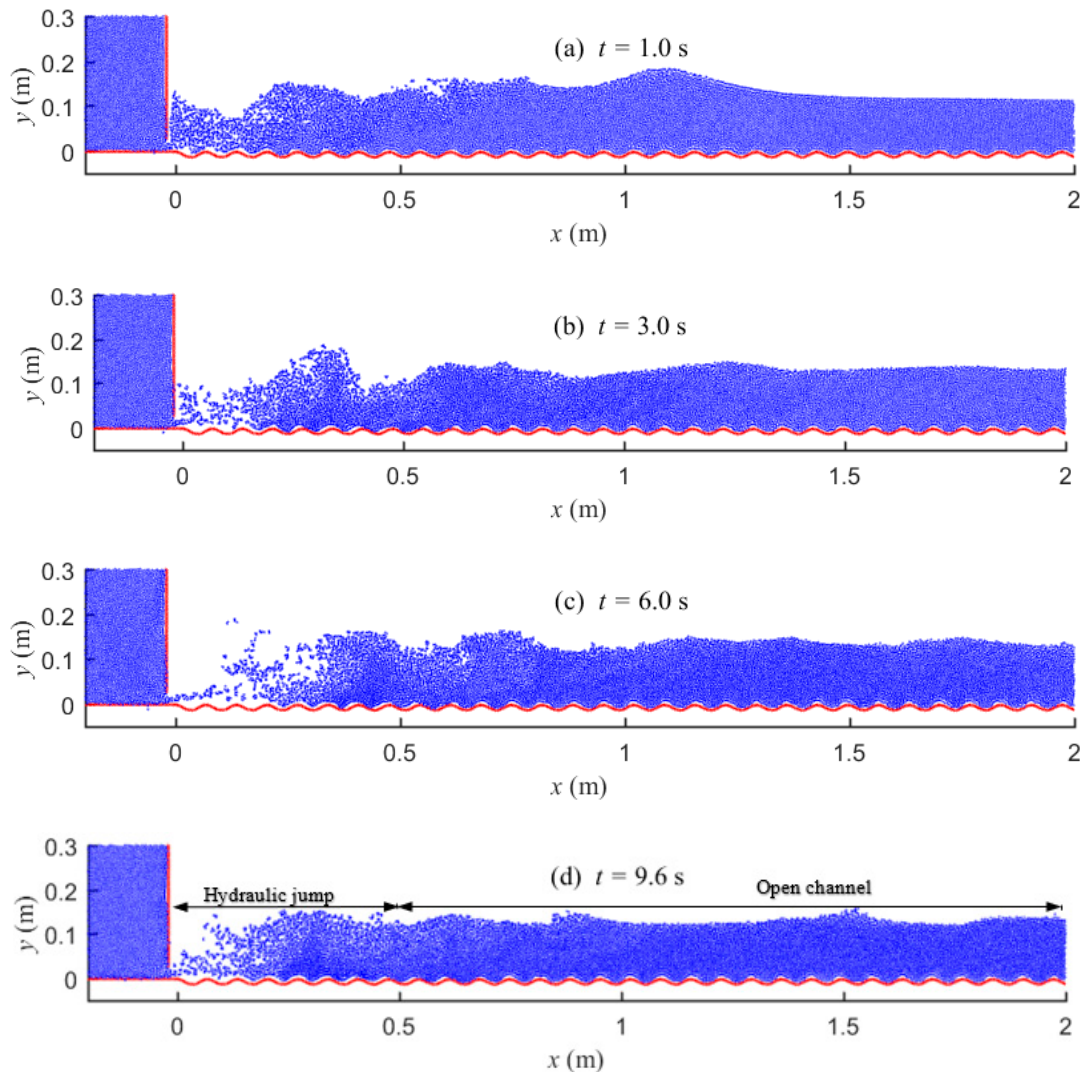 0.3
(a) t = 1.0 s
0.2
y (m)
0.1
0
0 0.5 1 1.5 2
x (m)
0.3
(b) t = 3.0 s
0.2
y (m)
0.1
0
0 0.5 1 1.5 2
x (m)
0.3
(c) t = 6.0 s
0.2
y (m)
0.1
0
0 0.5 1 1.5 2
x (m)
0.3
(d) t = 9.6 s
Hydraulic jump Open channel
0.2
y (m)
0.1
0
0 0.5 1 1.5 2
x (m)